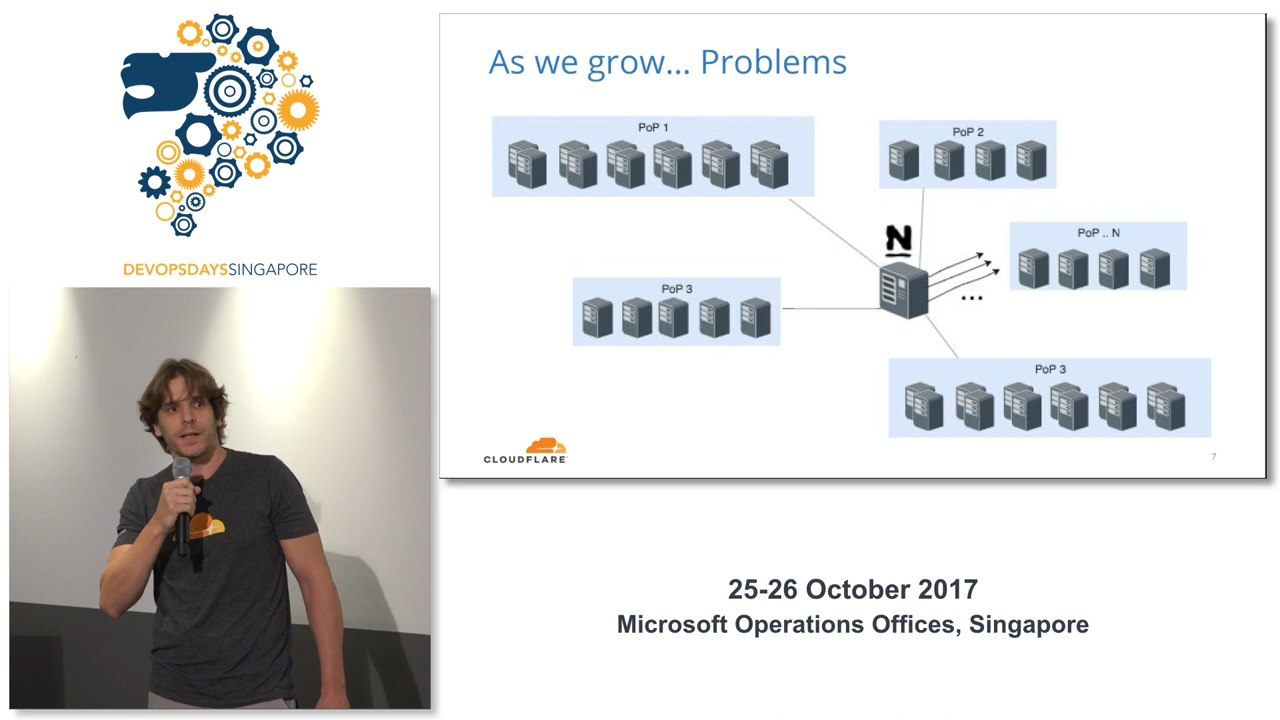 DEVOPSDAYSSINGAPORE
As we grow... Problems
PoP 1
PoP 2
N
PoP .. N
PoP 3
...
PoP 3
CLOUDFLARE
7
25-26 October 2017
Microsoft Operations Offices, Singapore